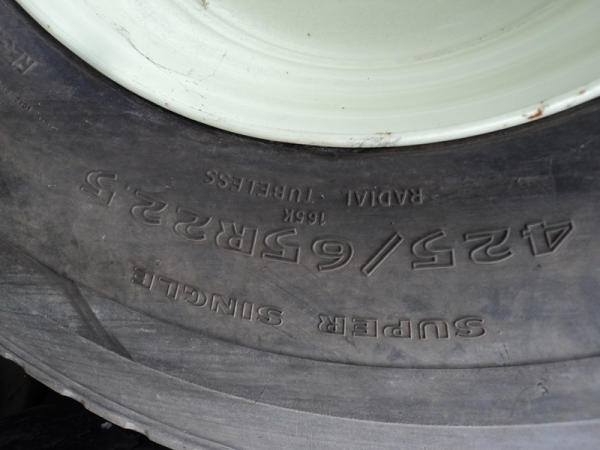 SUPER SINGLE
425/65R22.5
165K
RADIAL · TUBELESS